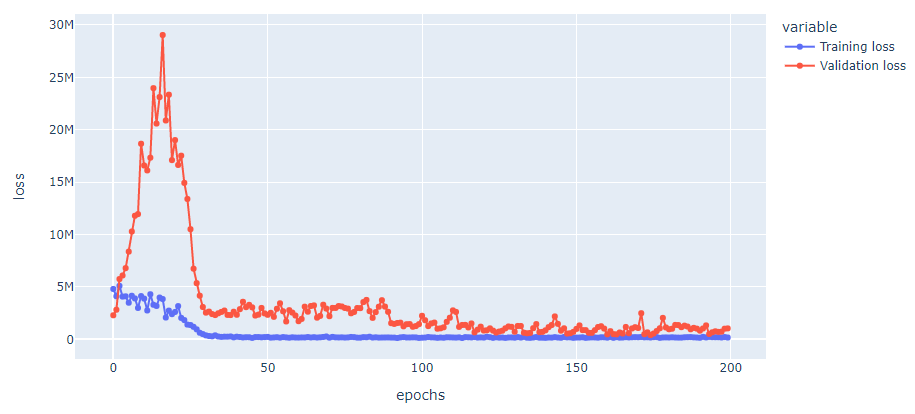 variable
Training loss
Validation loss
loss
30M
25M
20M
15M
10M
5M
0
0
50
100
150
200
epochs